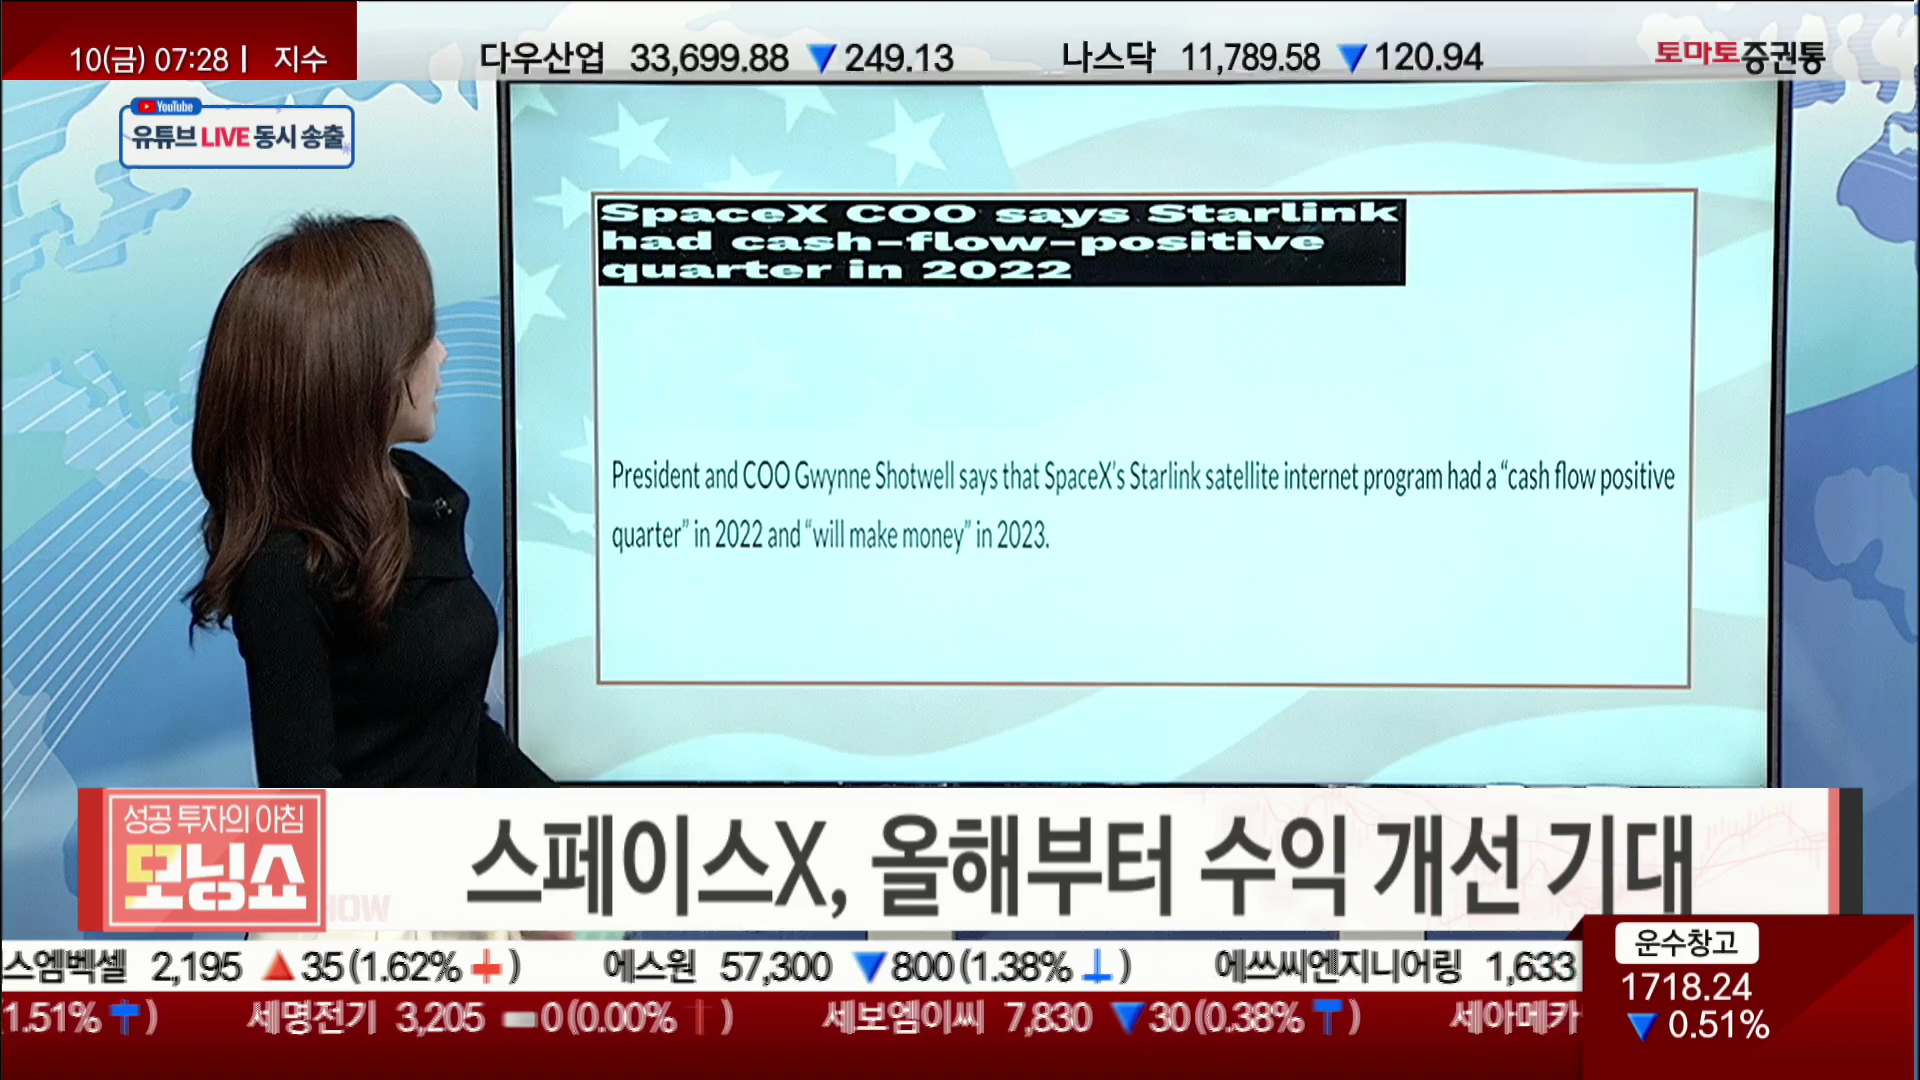 10(금) 07:28 | 지수
다우산업 33,699.88 ▼249.13 나스닥 11,789.58 ▼120.94
토마토증권통
YouTube
유튜브 LIVE 동시 송출
SpaceX COO says Starlink
had cash-flow-positive
quarter in 2022
President and COO Gwynne Shotwell says that SpaceX's Starlink satellite internet program had a “cash flow positive
quarter” in 2022 and “will make money” in 2023.
성공 투자의 아침
모닝쇼
스페이스X, 올해부터 수익 개선 기대
스엠벡셀 2,195 ▲35(1.62% ) 에스원 57,300 ▼800(1.38% ) 에쓰씨엔지니어링 1,633
1.51% ) 세명전기 3,205 0(0.00% ) 세보엠이씨 7,830 ▼30(0.38% ) 세아메카
운수창고
1718.24
▼ 0.51%